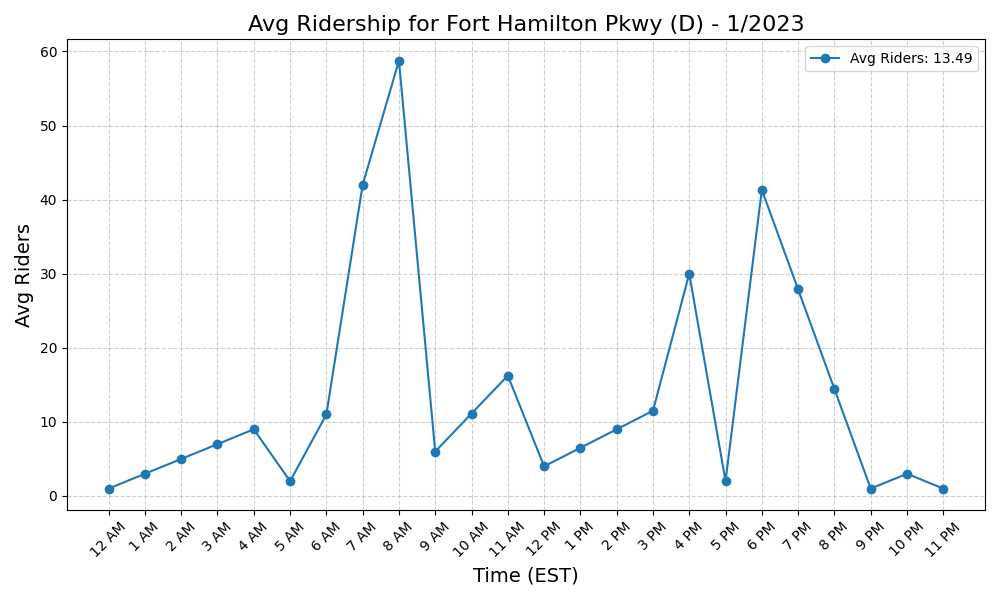 Avg Ridership for Fort Hamilton Pkwy (D) - 1/2023
Avg Riders: 13.49
60
50
40
30
20
10
0
Avg Riders
12 AM
1 AM
2 AM
3 AM
4 AM
5 AM
6 AM
7 AM
8 AM
9 AM
10 AM
11 AM
12 PM
1 PM
2 PM
3 PM
4 PM
5 PM
6 PM
7 PM
8 PM
9 PM
10 PM
11 PM
Time (EST)